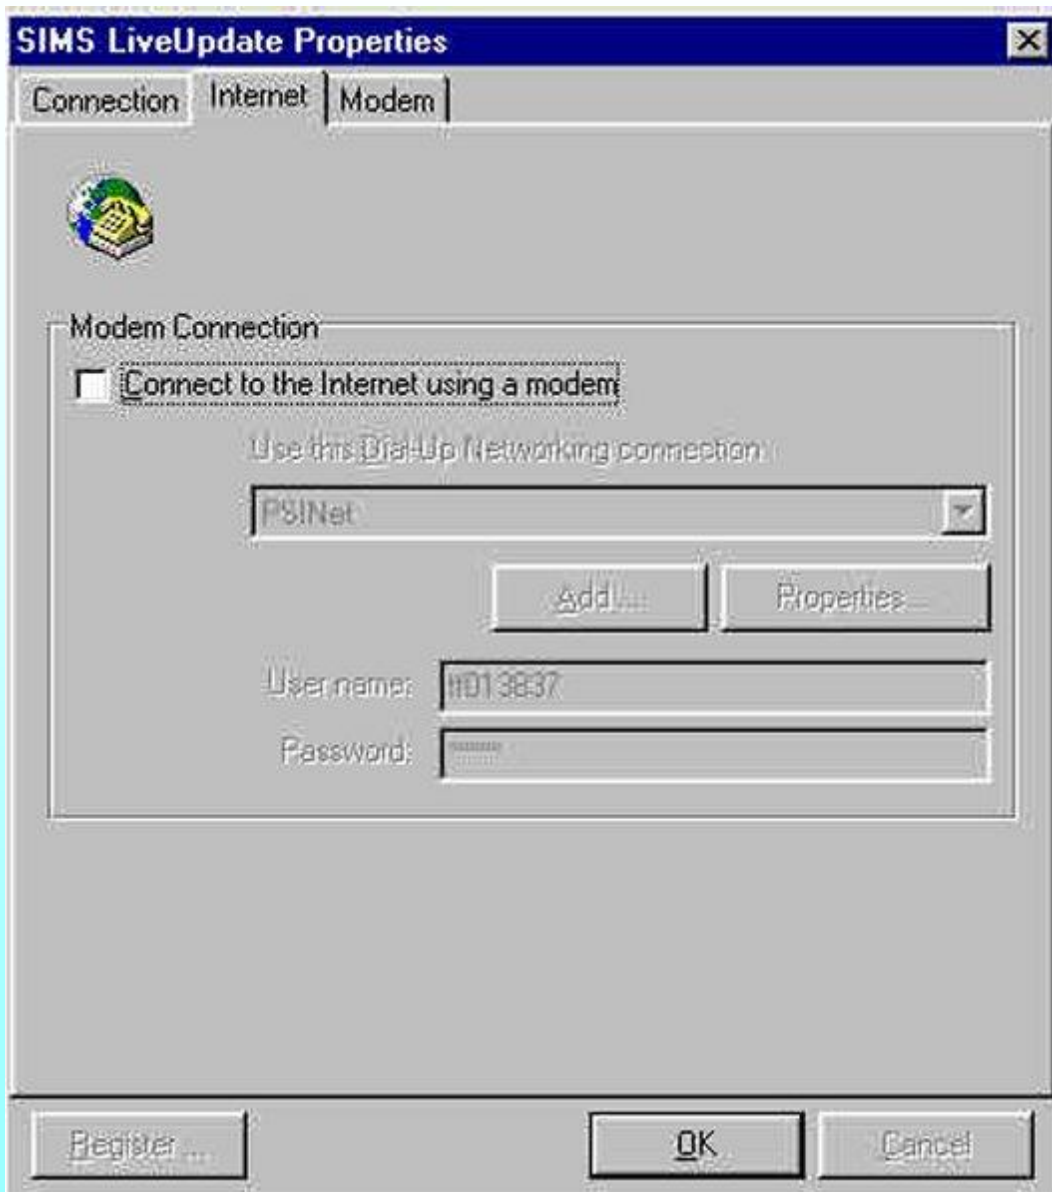 SIMS LiveUpdate Properties
Connection Internet Modem
Modem Connection
Connect to the Internet using a modem
Use this Dial-Up Networking connection:
PSINet
Add... Properties...
User name:
Password: ********
Register... OK Cancel